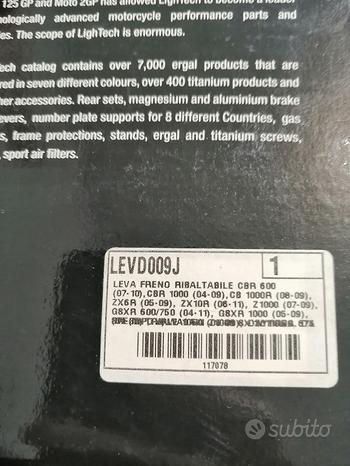 125 GP and Moto 2GP has allowed LighTech to become a leader
nologically advanced motorcycle performance parts and
ies. The scope of LighTech is enormous.
ech catalog contains over 7,000 ergal products that are
red in seven different colours, over 400 titanium products and
her accessories. Rear sets, magnesium and aluminium brake
evers, number plate supports for 8 different Countries, gas
s, frame protections, stands, ergal and titanium screws,
, sport air filters.
LEVD009J
1
LEVA FRENO RIBALTABILE CBR 600
(07-10),CBR 1000 (04-09),CB 1000R (08-09),
ZX6R (05-09), ZX10R (06-11), Z1000 (07-09),
GSXR 600/750 (04-11), GSXR 1000 (05-09),
117078
subito